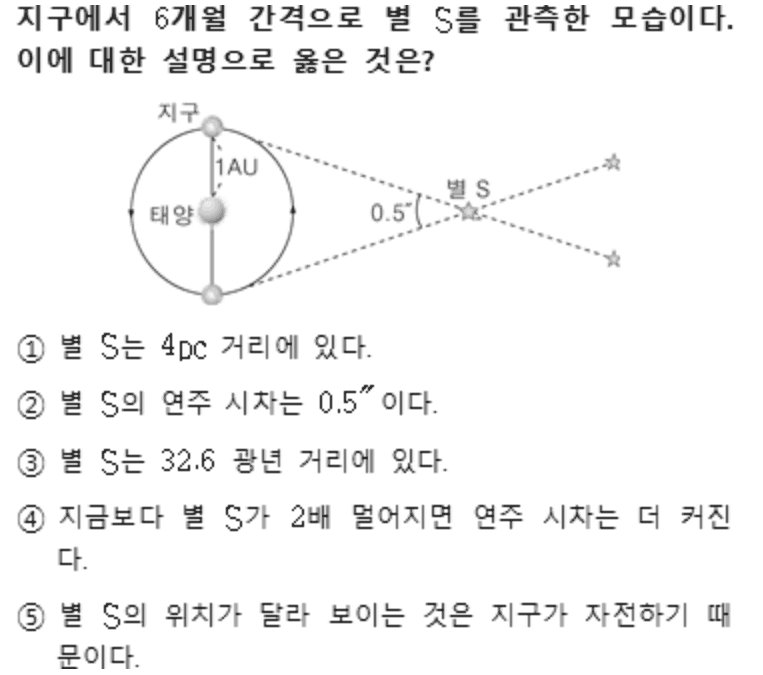 지구에서 6개월 간격으로 별 S를 관측한 모습이다.
이에 대한 설명으로 옳은 것은?
지구
1AU
태양
별 S
0.5″
① 별 S는 4pc 거리에 있다.
② 별 S의 연주 시차는 0.5″이다.
③ 별 S는 32.6 광년 거리에 있다.
④ 지금보다 별 S가 2배 멀어지면 연주 시차는 더 커진
다.
⑤ 별 S의 위치가 달라 보이는 것은 지구가 자전하기 때
문이다.